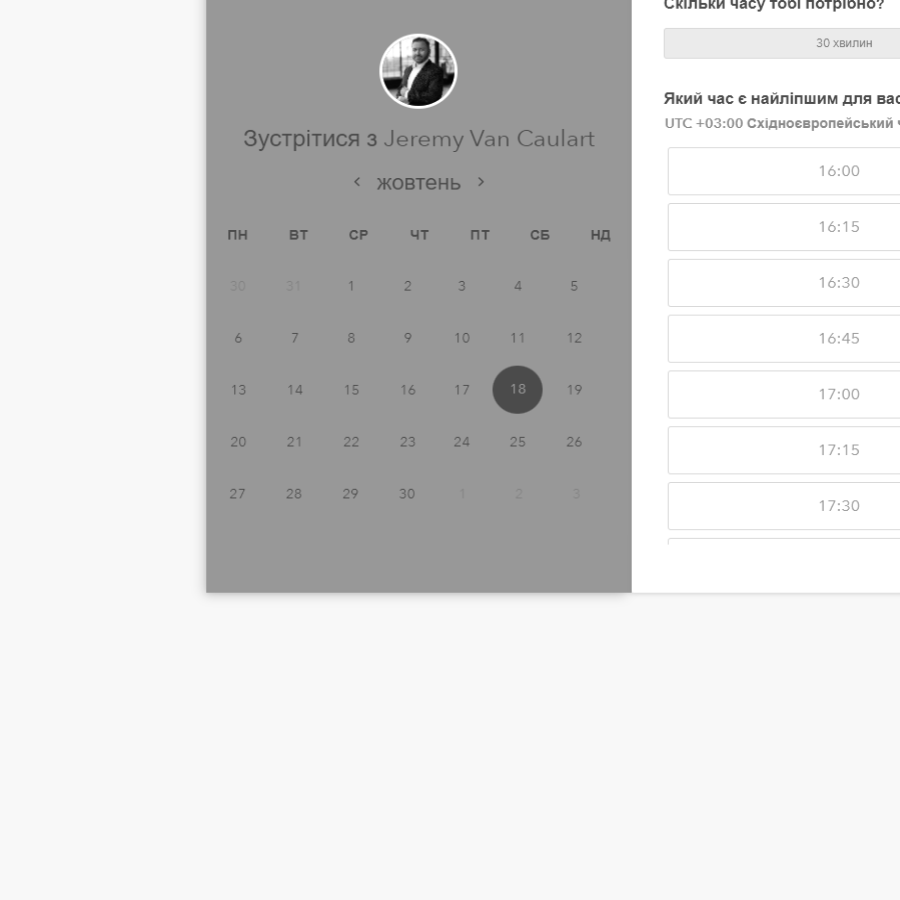 Зустрітися з Jeremy Van Caulart
жовтень
ПН ВТ СР ЧТ ПТ СБ НД
30 31 1 2 3 4 5
6 7 8 9 10 11 12
13 14 15 16 17 18 19
20 21 22 23 24 25 26
27 28 29 30 1 2 3
Скільки часу тобі потрібно?
30 хвилин
Який час є найліпшим для вас
UTC +03:00 Східноєвропейський
16:00
16:15
16:30
16:45
17:00
17:15
17:30